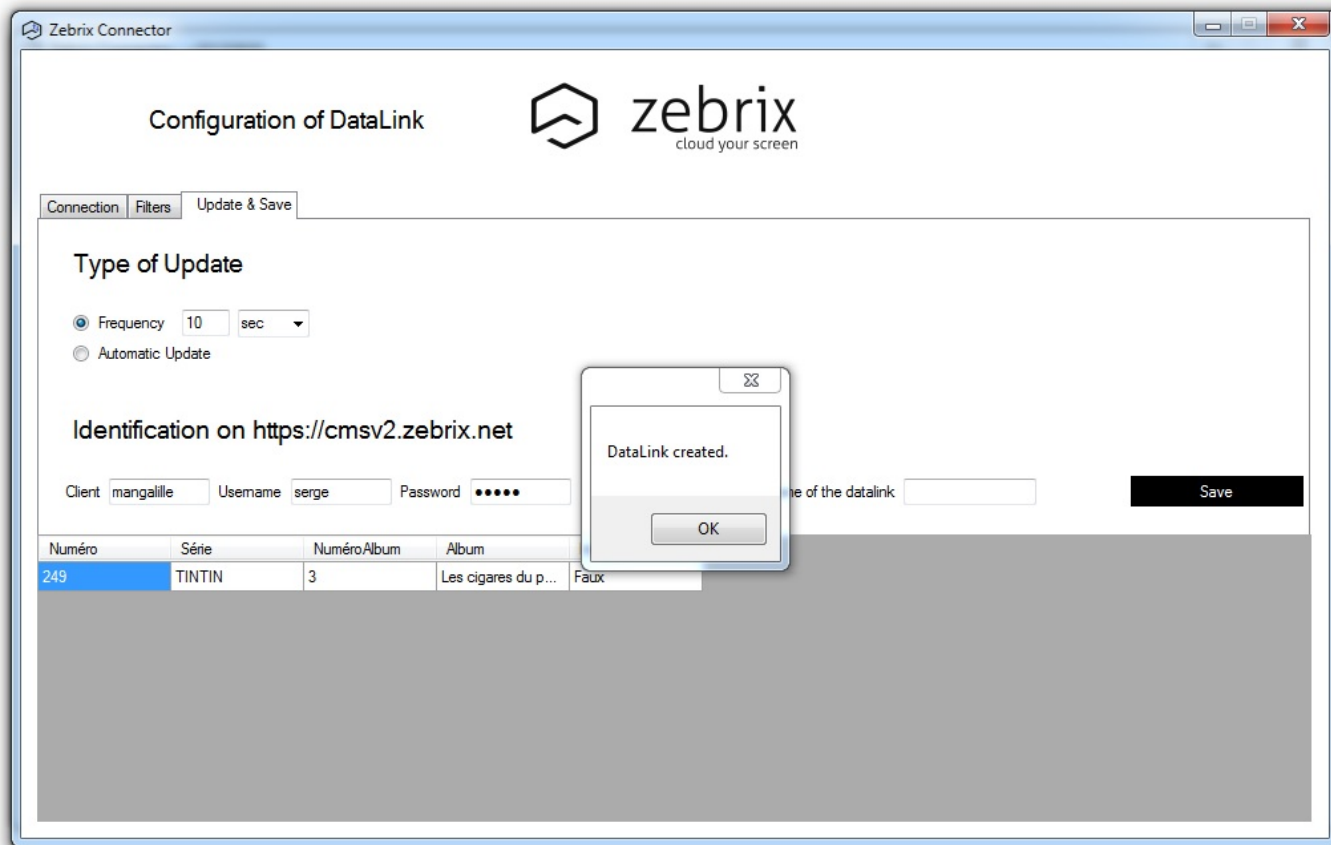 Zebrix Connector
Configuration of DataLink
zebrix
cloud your screen
Connection Filters Update & Save
Type of Update
Frequency 10 sec
Automatic Update
DataLink created.
OK
Identification on https://cmsv2.zebrix.net
Client mangalille Username serge Password ●●●●● of the datalink Save
Numéro Série NuméroAlbum Album
249 TINTIN 3 Les cigares du p... Faux